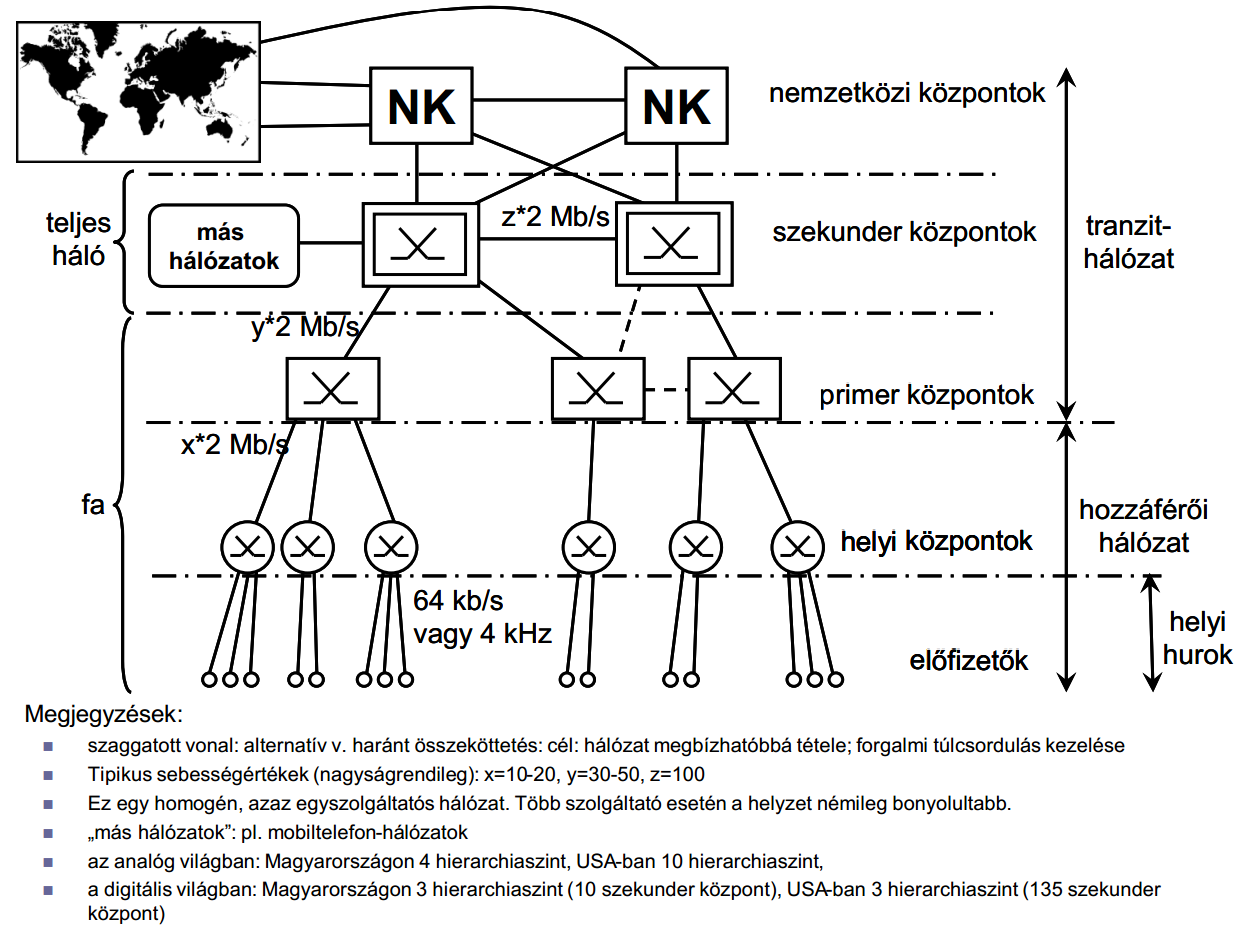 NK
NK
nemzetközi központok
teljes
háló
más
hálózatok
z*2 Mb/s
szekunder központok
tranzit-
hálózat
y*2 Mb/s
primer központok
x*2 Mb/s
fa
helyi központok
hozzáférői
hálózat
64 kb/s
vagy 4 kHz
előfizetők
helyi
hurok
Megjegyzések:
szaggatott vonal: alternatív v. haránt összeköttetés: cél: hálózat megbízhatóbbá tétele; forgalmi túlcsordulás kezelése
Tipikus sebességértékek (nagyságrendileg): x=10-20, y=30-50, z=100
Ez egy homogén, azaz egyszolgáltatós hálózat. Több szolgáltató esetén a helyzet némileg bonyolultabb.
„más hálózatok”: pl. mobiltelefon-hálózatok
az analóg világban: Magyarországon 4 hierarchiaszint, USA-ban 10 hierarchiaszint,
a digitális világban: Magyarországon 3 hierarchiaszint (10 szekunder központ), USA-ban 3 hierarchiaszint (135 szekunder
központ)